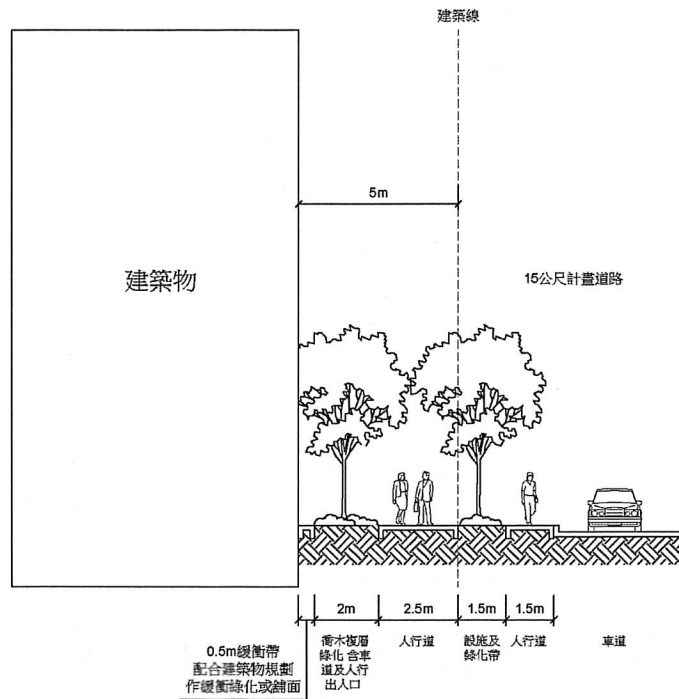 建築線
5m
建築物
15公尺計畫道路
2m
2.5m
1.5m
1.5m
0.5m緩衝帶
配合建築物規劃
作緩衝綠化或舖面
喬木複層
綠化 含車
道及人行
出入口
人行道
設施及
綠化帶
人行道
車道